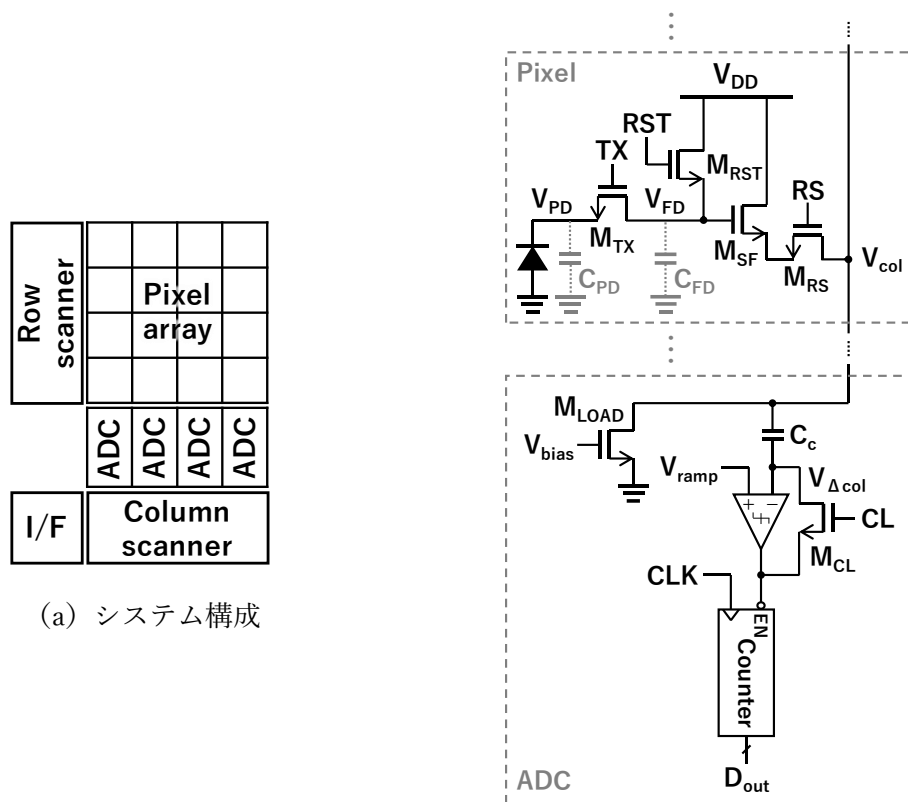 Row
scanner
Pixel
array
ADC
ADC
ADC
ADC
I/F
Column
scanner
(a) システム構成
Pixel
V_DD
RST
M_RST
TX
RS
V_PD
V_FD
M_TX
M_SF
M_RS
V_col
C_PD
C_FD
M_LOAD
V_bias
C_c
V_ramp
V_Δcol
+
−
CL
M_CL
CLK
EN
Counter
D_out
ADC